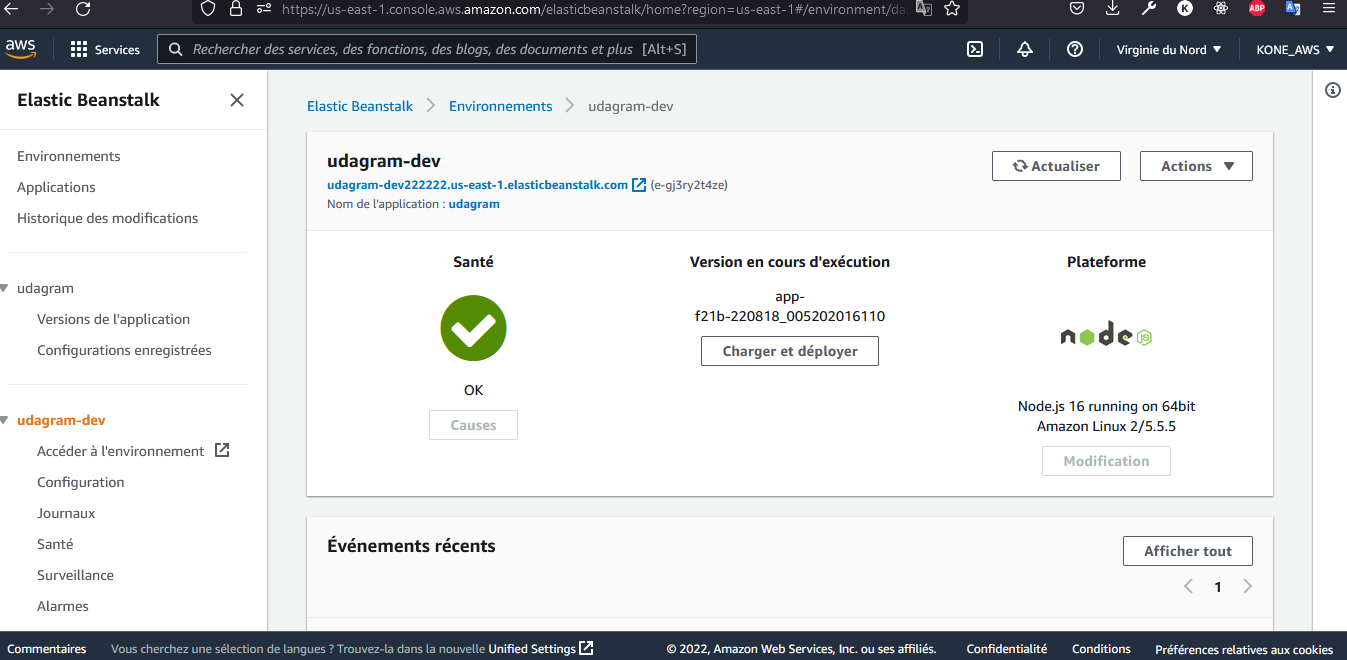 https://us-east-1.console.aws.amazon.com/elasticbeanstalk/home?region=us-east-1#/environment/da
K
ABP
aws
Services
Rechercher des services, des fonctions, des blogs, des documents et plus [Alt+S]
Virginie du Nord
KONE_AWS
Elastic Beanstalk
Environnements
Applications
Historique des modifications
udagram
Versions de l'application
Configurations enregistrées
udagram-dev
Accéder à l'environnement
Configuration
Journaux
Santé
Surveillance
Alarmes
Elastic Beanstalk
Environnements
udagram-dev
udagram-dev
udagram-dev222222.us-east-1.elasticbeanstalk.com (e-gj3ry2t4ze)
Nom de l'application : udagram
Actualiser
Actions
Santé
OK
Causes
Version en cours d'exécution
app-
f21b-220818_005202016110
Charger et déployer
Plateforme
node JS
Node.js 16 running on 64bit
Amazon Linux 2/5.5.5
Modification
Événements récents
Afficher tout
1
Commentaires
Vous cherchez une sélection de langues ? Trouvez-la dans la nouvelle Unified Settings
© 2022, Amazon Web Services, Inc. ou ses affiliés.
Confidentialité
Conditions
Préférences relatives aux cookies